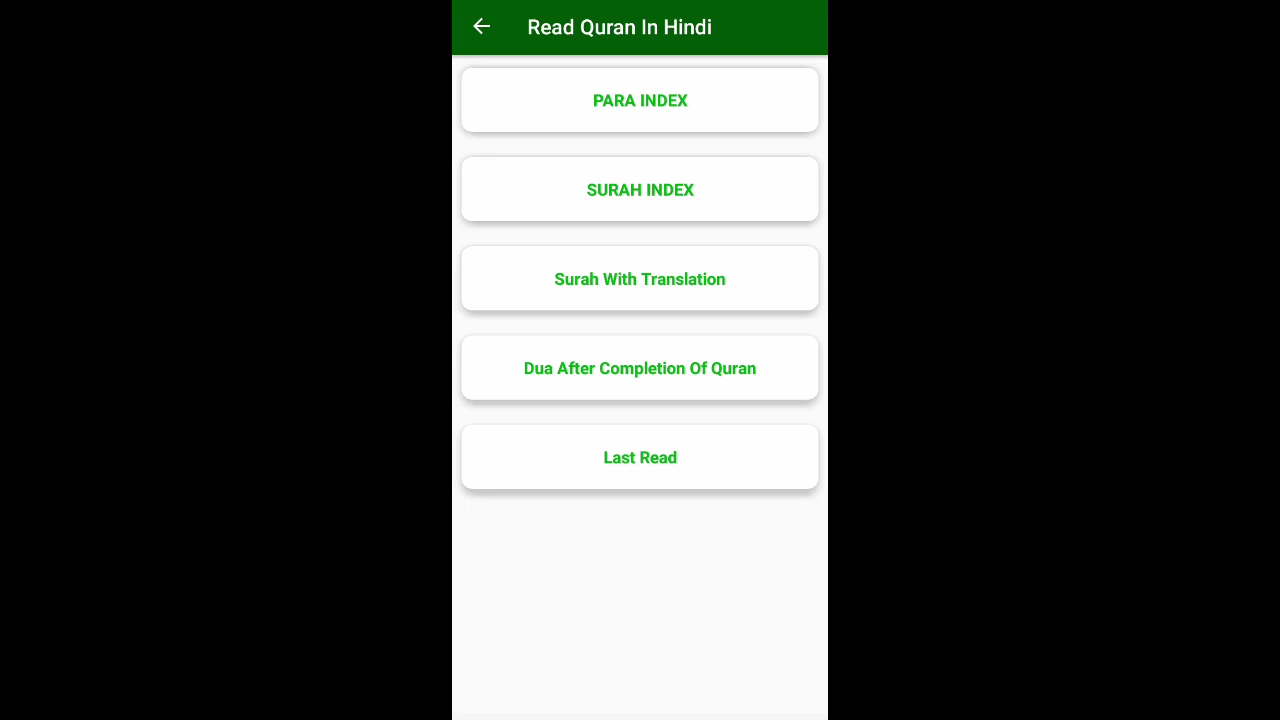 Read Quran In Hindi
PARA INDEX
SURAH INDEX
Surah With Translation
Dua After Completion Of Quran
Last Read